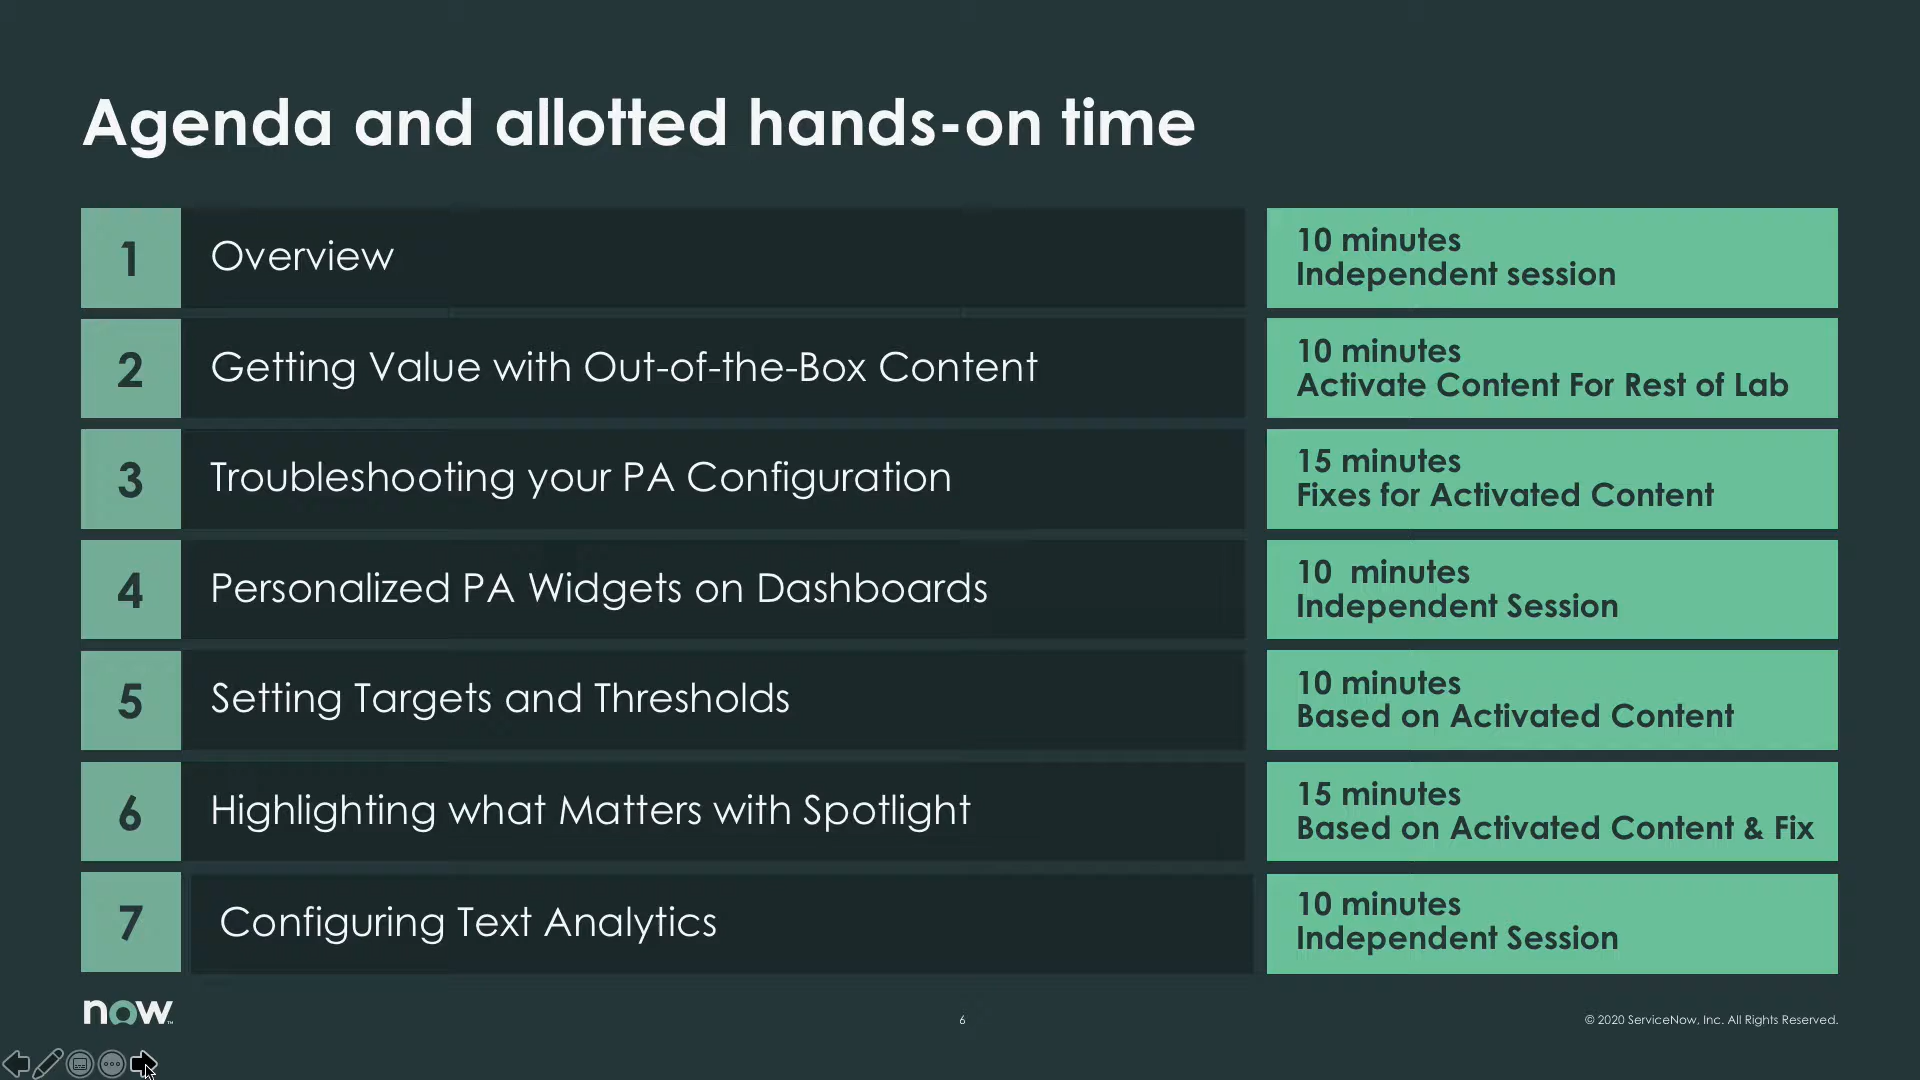 Agenda and allotted hands-on time
1
Overview
10 minutes
Independent session
2
Getting Value with Out-of-the-Box Content
10 minutes
Activate Content For Rest of Lab
3
Troubleshooting your PA Configuration
15 minutes
Fixes for Activated Content
4
Personalized PA Widgets on Dashboards
10  minutes
Independent Session
5
Setting Targets and Thresholds
10 minutes
Based on Activated Content
6
Highlighting what Matters with Spotlight
15 minutes
Based on Activated Content & Fix
7
Configuring Text Analytics
10 minutes
Independent Session
now™
6
© 2020 ServiceNow, Inc. All Rights Reserved.